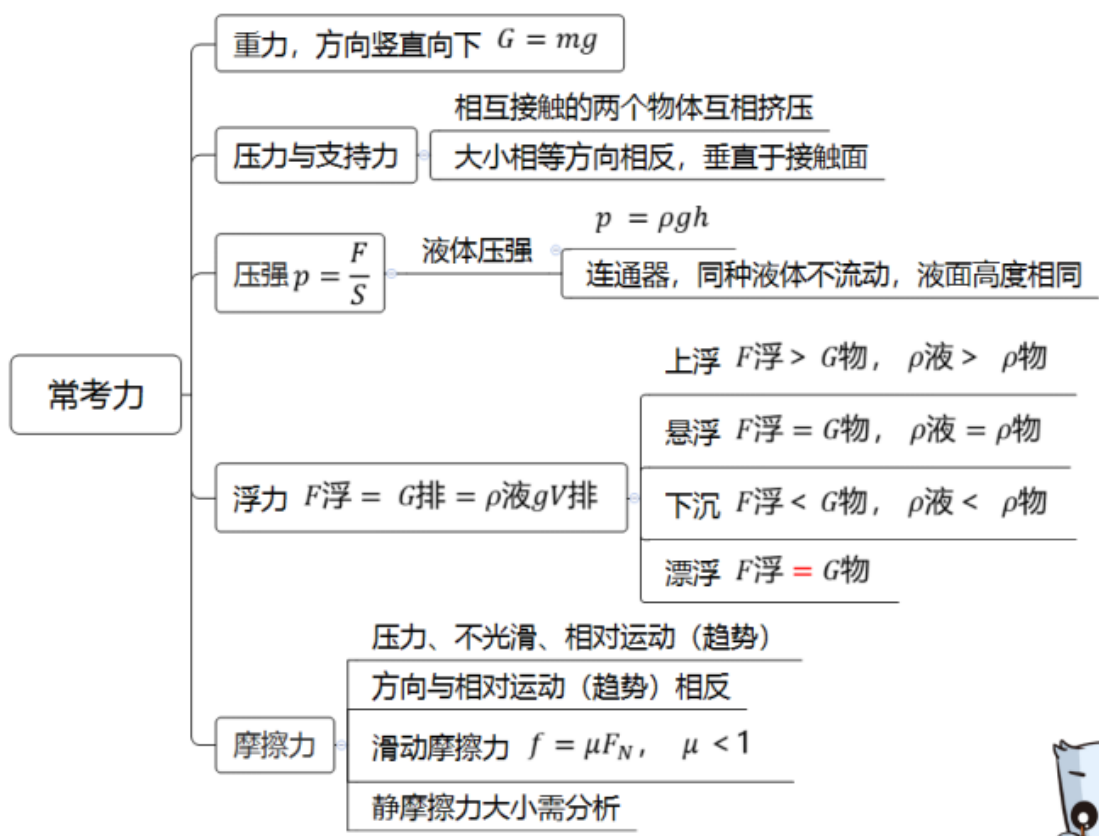 常考力
重力，方向竖直向下 G = mg
压力与支持力
相互接触的两个物体互相挤压
大小相等方向相反，垂直于接触面
压强 p = F/S
液体压强
p = ρgh
连通器，同种液体不流动，液面高度相同
浮力 F浮 = G排 = ρ液gV排
上浮 F浮 > G物， ρ液 > ρ物
悬浮 F浮 = G物， ρ液 = ρ物
下沉 F浮 < G物， ρ液 < ρ物
漂浮 F浮 = G物
摩擦力
压力、不光滑、相对运动（趋势）
方向与相对运动（趋势）相反
滑动摩擦力 f = μF_N， μ < 1
静摩擦力大小需分析